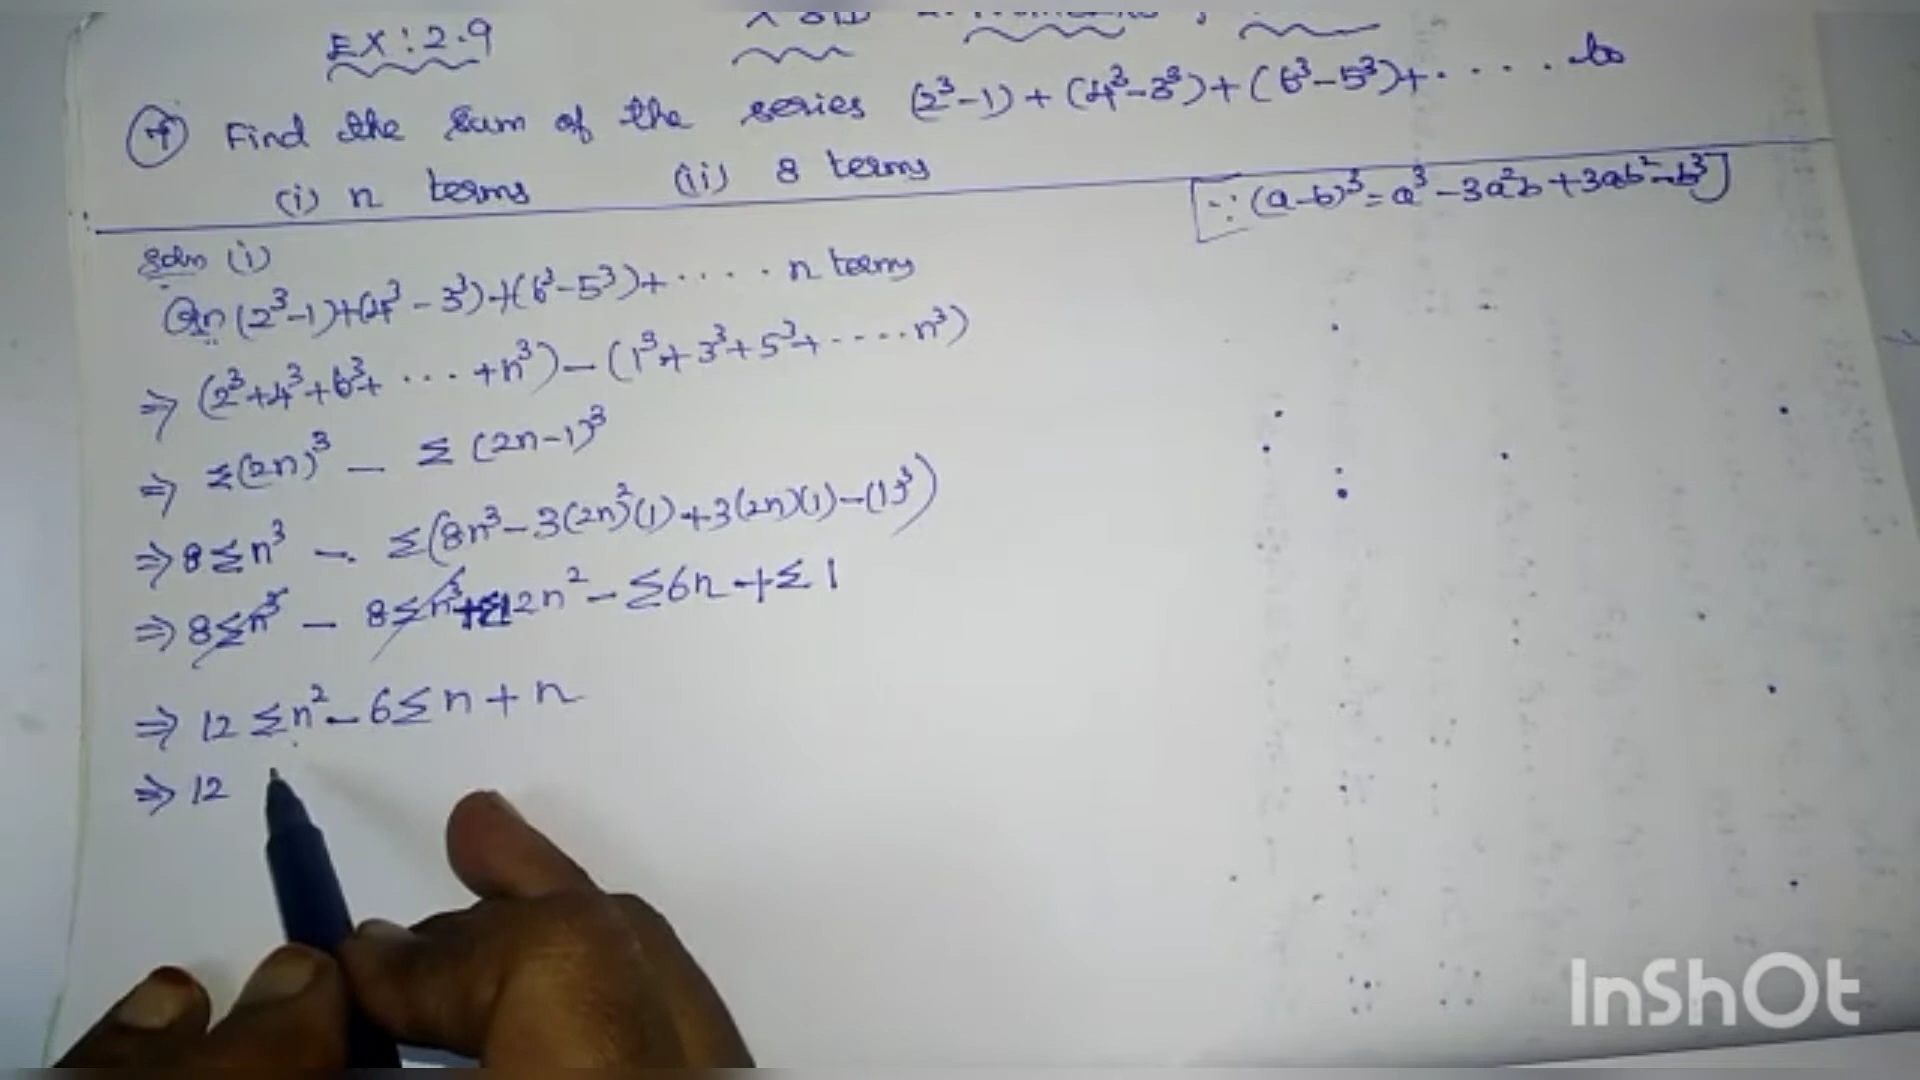 EX: 2.9
⑦ Find the Sum of the series (2³-1) + (4³-3³) + (6³-5³)+ ..... to
(i) n terms (ii) 8 terms
[∵ (a-b)³ = a³ - 3a²b + 3ab² - b³]
Soln (i)
Gn (2³-1)+(4³-3³)+(6³-5³)+ ..... n terms
⇒ (2³+4³+6³+ ... +n³) - (1³+3³+5³+ ..... n³)
⇒ Σ(2n)³ - Σ(2n-1)³
⇒ 8Σn³ - Σ(8n³ - 3(2n)²(1) + 3(2n)(1) - (1)³)
⇒ 8Σn³ - 8Σn³ + Σ12n² - Σ6n + Σ1
⇒ 12Σn² - 6Σn + n
⇒ 12
InShOt